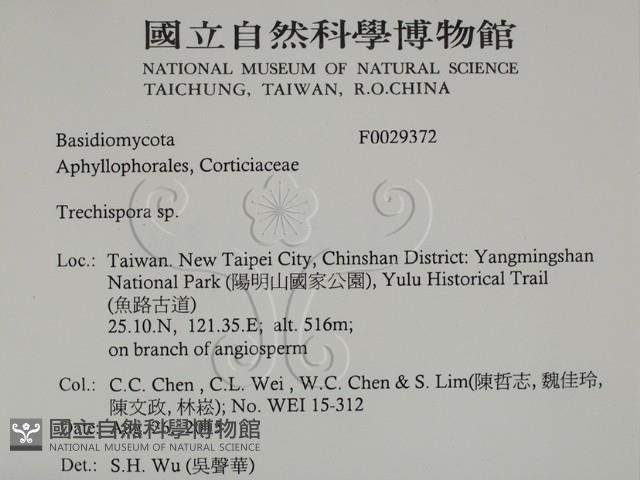 國立自然科學博物館
NATIONAL MUSEUM OF NATURAL SCIENCE
TAICHUNG, TAIWAN, R.O.CHINA
Basidiomycota F0029372
Aphyllophorales, Corticiaceae
Trechispora sp.
Loc.: Taiwan. New Taipei City, Chinshan District: Yangmingshan
National Park (陽明山國家公園), Yulu Historical Trail
(魚路古道)
25.10.N, 121.35.E; alt. 516m;
on branch of angiosperm
Col.: C.C. Chen , C.L. Wei , W.C. Chen & S. Lim(陳哲志, 魏佳玲,
陳文政, 林崧); No. WEI 15-312
Date: Aug 26, 2015
國立自然科學博物館
NATIONAL MUSEUM OF NATURAL SCIENCE
Det.: S.H. Wu (吳聲華)